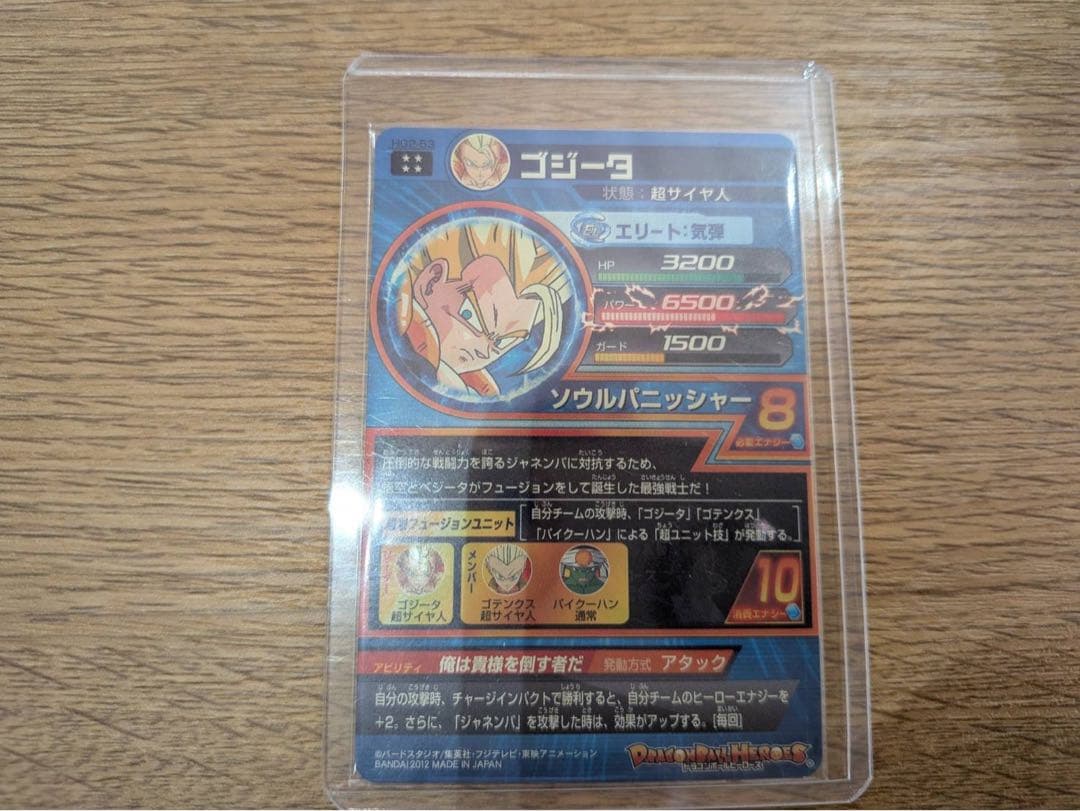 HG2-53
ゴジータ
状態：超サイヤ人
エリート:気弾
HP 3200
パワー 6500
ガード 1500
ソウルパニッシャー 8
必要エナジー
圧倒的な戦闘力を誇るジャネンバに対抗するため、
悟空とベジータがフュージョンをして誕生した最強戦士だ！
フュージョンユニット
自分チームの攻撃時、「ゴジータ」「ゴテンクス」
「パイクーハン」による「超ユニット技」が発動する。
メンバー
ゴジータ
超サイヤ人
ゴテンクス
超サイヤ人
パイクーハン
通常
10
消費エナジー
アビリティ 俺は貴様を倒す者だ 発動方式 アタック
自分の攻撃時、チャージインパクトで勝利すると、自分チームのヒーローエナジーを
+2。さらに、「ジャネンバ」を攻撃した時は、効果がアップする。[毎回]
©バードスタジオ/集英社・フジテレビ・東映アニメーション
BANDAI 2012 MADE IN JAPAN
DRAGONBALL HEROES
ドラゴンボールヒーローズ